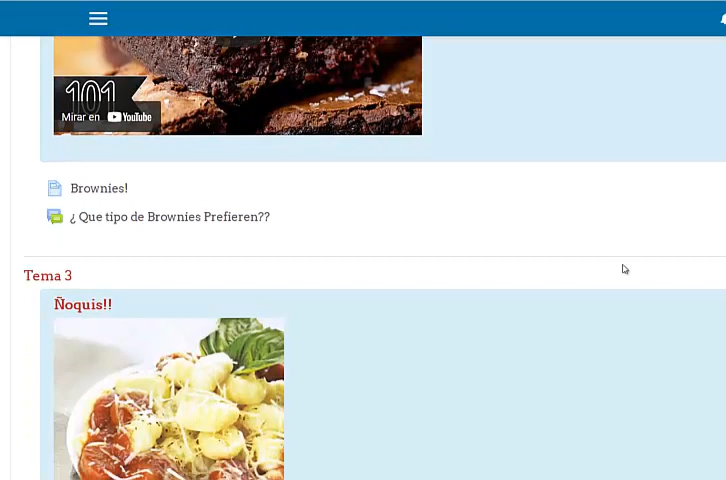 101
Mirar en YouTube
Brownies!
¿ Que tipo de Brownies Prefieren??
Tema 3
Ñoquis!!